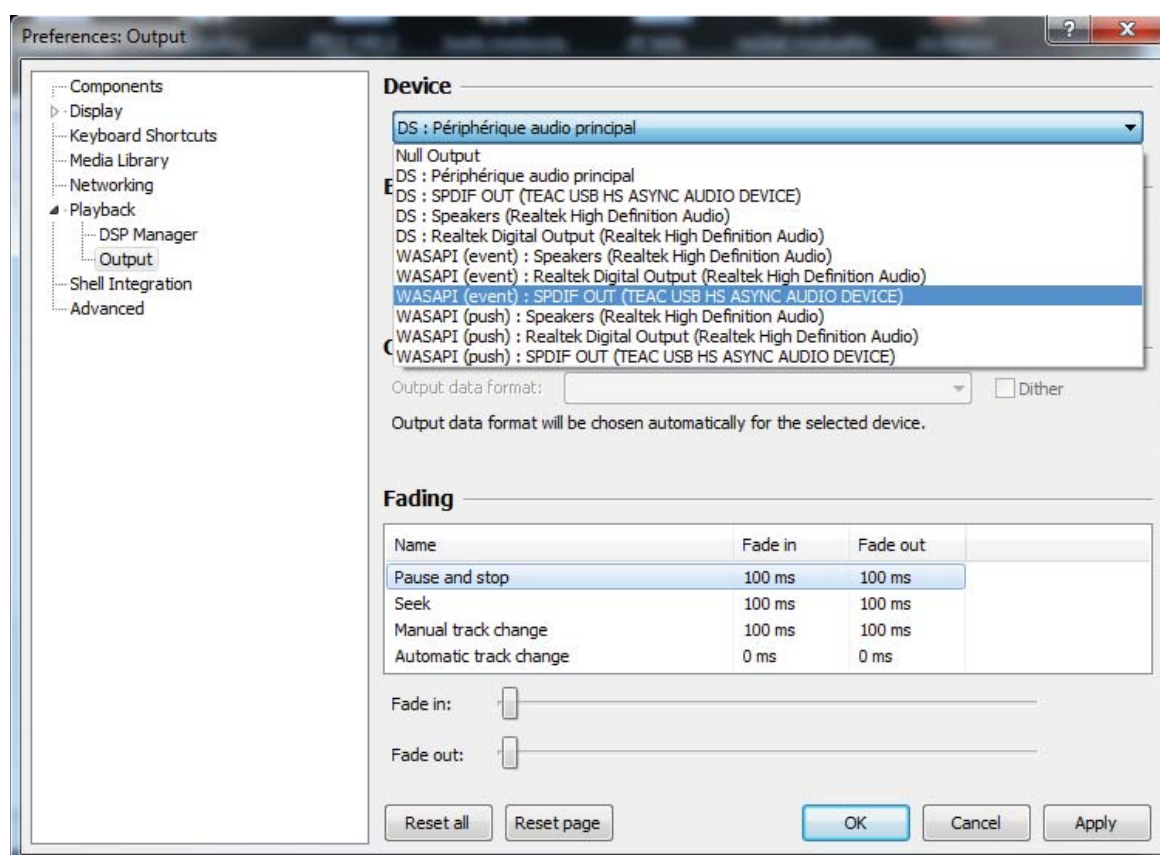 Preferences: Output
?
X
Components
Display
Keyboard Shortcuts
Media Library
Networking
Playback
DSP Manager
Output
Shell Integration
Advanced
Device
DS : Périphérique audio principal
Null Output
DS : Périphérique audio principal
DS : SPDIF OUT (TEAC USB HS ASYNC AUDIO DEVICE)
DS : Speakers (Realtek High Definition Audio)
DS : Realtek Digital Output (Realtek High Definition Audio)
WASAPI (event) : Speakers (Realtek High Definition Audio)
WASAPI (event) : Realtek Digital Output (Realtek High Definition Audio)
WASAPI (event) : SPDIF OUT (TEAC USB HS ASYNC AUDIO DEVICE)
WASAPI (push) : Speakers (Realtek High Definition Audio)
WASAPI (push) : Realtek Digital Output (Realtek High Definition Audio)
WASAPI (push) : SPDIF OUT (TEAC USB HS ASYNC AUDIO DEVICE)
Output data format:
Dither
Output data format will be chosen automatically for the selected device.
Fading
Name Fade in Fade out
Pause and stop 100 ms 100 ms
Seek 100 ms 100 ms
Manual track change 100 ms 100 ms
Automatic track change 0 ms 0 ms
Fade in:
Fade out:
Reset all Reset page OK Cancel Apply